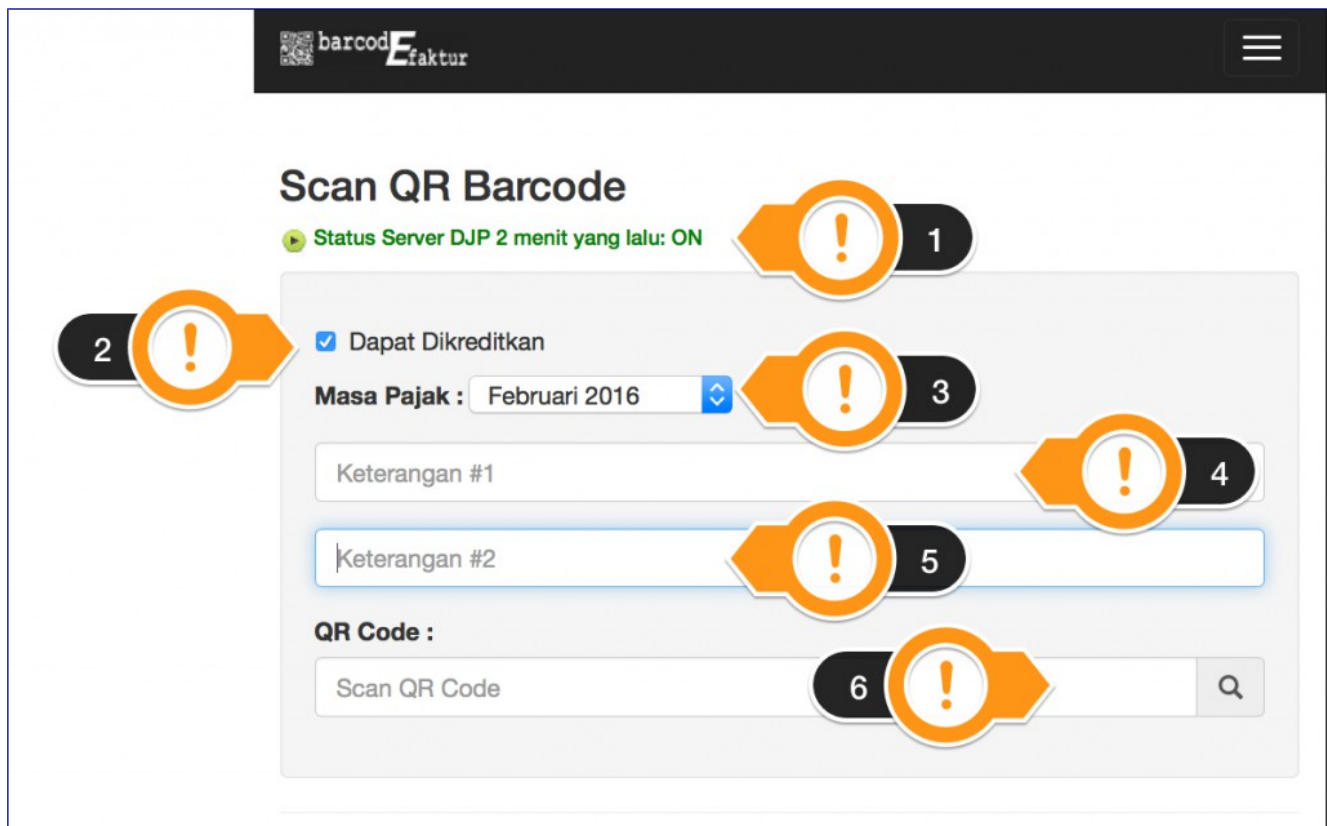 barcodEfaktur
Scan QR Barcode
Status Server DJP 2 menit yang lalu: ON
! 1
2 !
Dapat Dikreditkan
Masa Pajak : Februari 2016
! 3
Keterangan #1
! 4
Keterangan #2
! 5
QR Code :
Scan QR Code
6 !